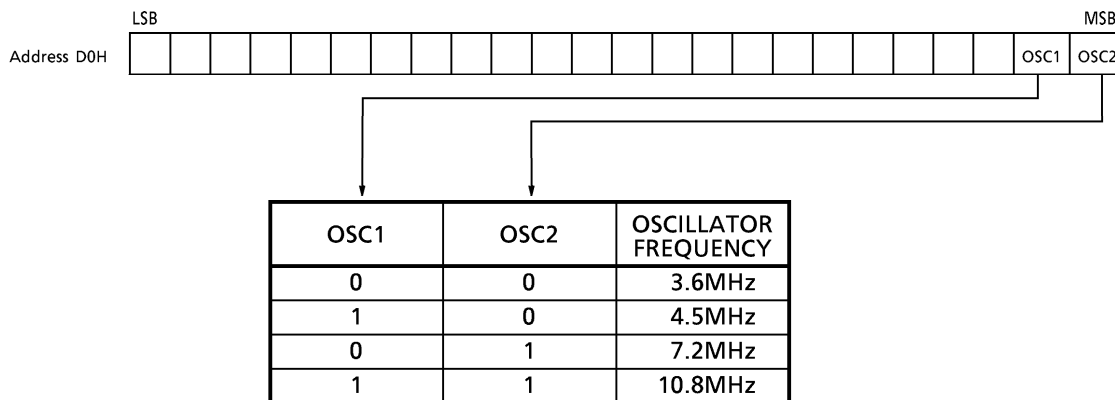 LSB MSB
Address D0H OSC1 OSC2
OSC1 OSC2 OSCILLATOR FREQUENCY
0 0 3.6MHz
1 0 4.5MHz
0 1 7.2MHz
1 1 10.8MHz